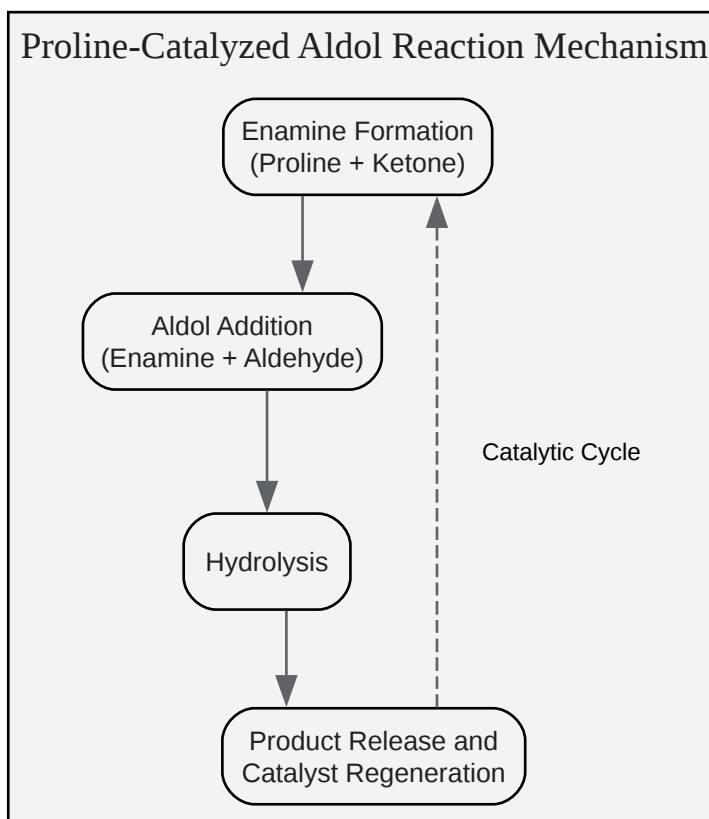 Proline-Catalyzed Aldol Reaction Mechanism
Enamine Formation
(Proline + Ketone)
Aldol Addition
(Enamine + Aldehyde)
Catalytic Cycle
Hydrolysis
Product Release and
Catalyst Regeneration